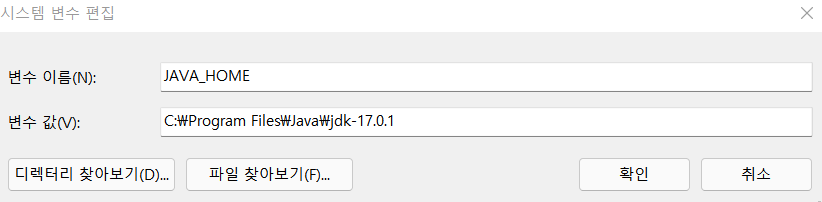 시스템 변수 편집
변수 이름(N): JAVA_HOME
변수 값(V): C:₩Program Files₩Java₩jdk-17.0.1
디렉터리 찾아보기(D)... 파일 찾아보기(F)... 확인 취소